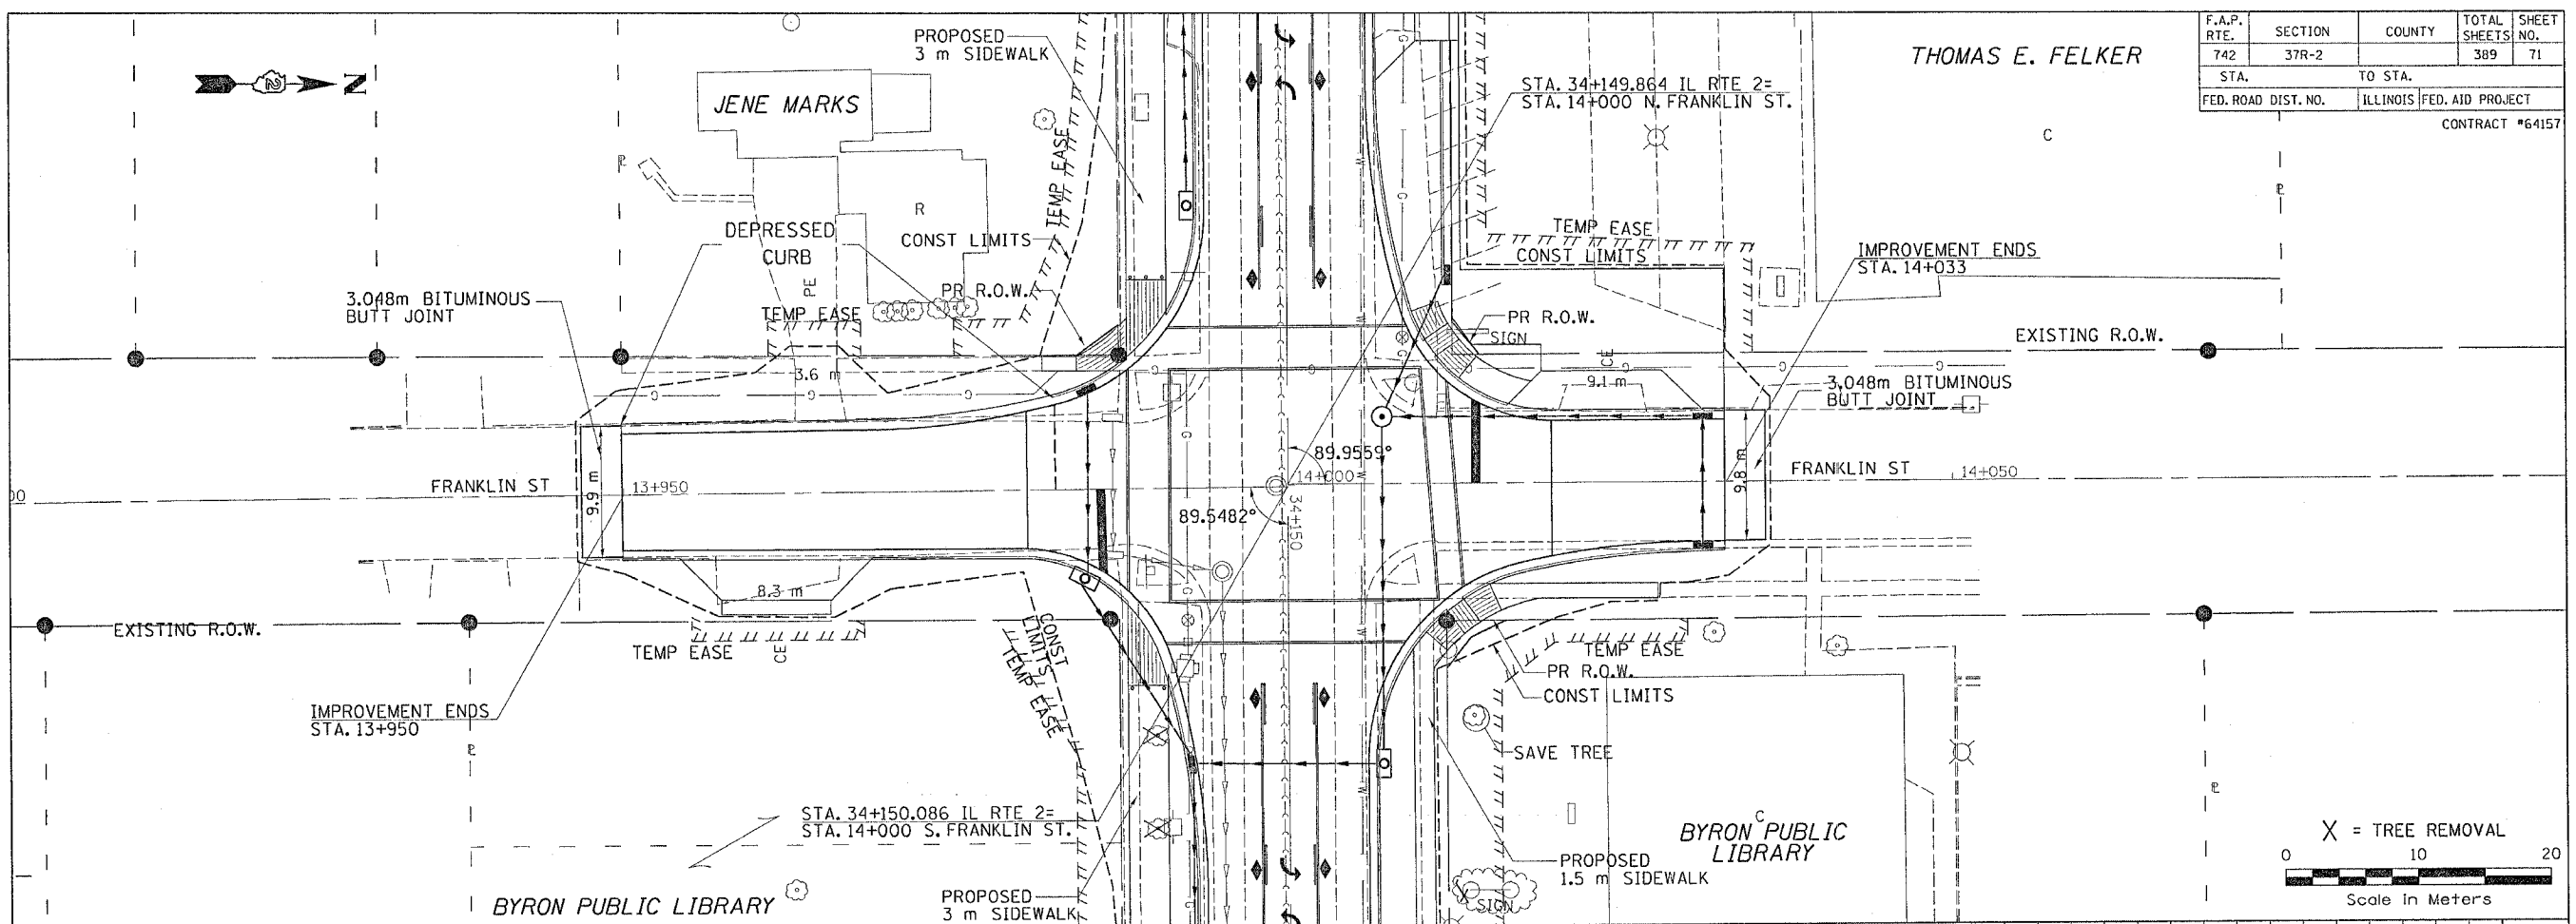 F.A.P. RTE. SECTION COUNTY TOTAL SHEETS SHEET NO.
742 37R-2 389 71
STA. TO STA.
FED. ROAD DIST. NO. ILLINOIS FED. AID PROJECT
CONTRACT #64157
THOMAS E. FELKER
C
PROPOSED
3 m SIDEWALK
N
JENE MARKS
STA. 34+149.864 IL RTE 2=
STA. 14+000 N. FRANKLIN ST.
TEMP EASE
R
DEPRESSED
CURB
CONST LIMITS
PE
PR R.O.W.
TEMP EASE
3.048m BITUMINOUS
BUTT JOINT
TEMP EASE
CONST LIMITS
IMPROVEMENT ENDS
STA. 14+033
PR R.O.W.
SIGN
CE
EXISTING R.O.W.
3.6 m
9.1 m
3.048m BITUMINOUS
BUTT JOINT
89.9559°
FRANKLIN ST
13+950
14+000
FRANKLIN ST
14+050
9.9 m
9.8 m
89.5482°
34+150
8.3 m
EXISTING R.O.W.
TEMP EASE
CE
CONST
LIMITS
TEMP EASE
TEMP EASE
PR R.O.W.
CONST LIMITS
IMPROVEMENT ENDS
STA. 13+950
SAVE TREE
STA. 34+150.086 IL RTE 2=
STA. 14+000 S. FRANKLIN ST.
C
BYRON PUBLIC
LIBRARY
PROPOSED
1.5 m SIDEWALK
BYRON PUBLIC LIBRARY
PROPOSED
3 m SIDEWALK
SIGN
X = TREE REMOVAL
0 10 20
Scale in Meters